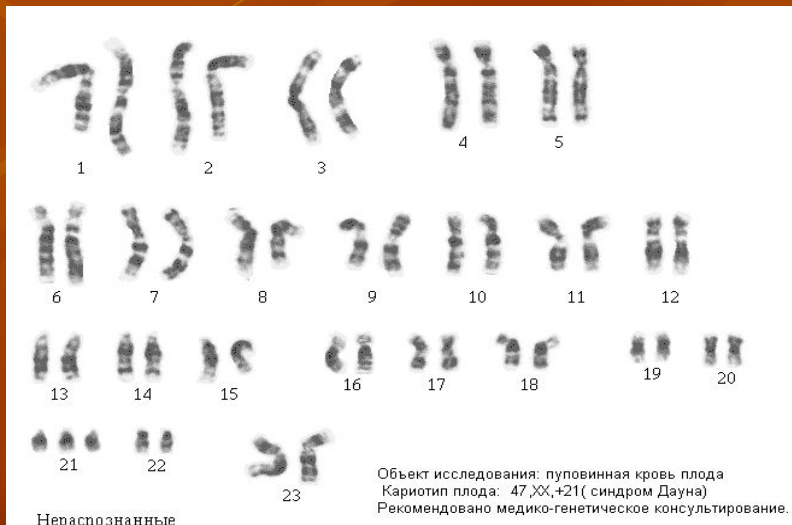 1 2 3 4 5
6 7 8 9 10 11 12
13 14 15 16 17 18 19 20
21 22 23
Объект исследования: пуповинная кровь плода
Кариотип плода: 47,XX,+21( синдром Дауна)
Рекомендовано медико-генетическое консультирование.
Нераспознанные